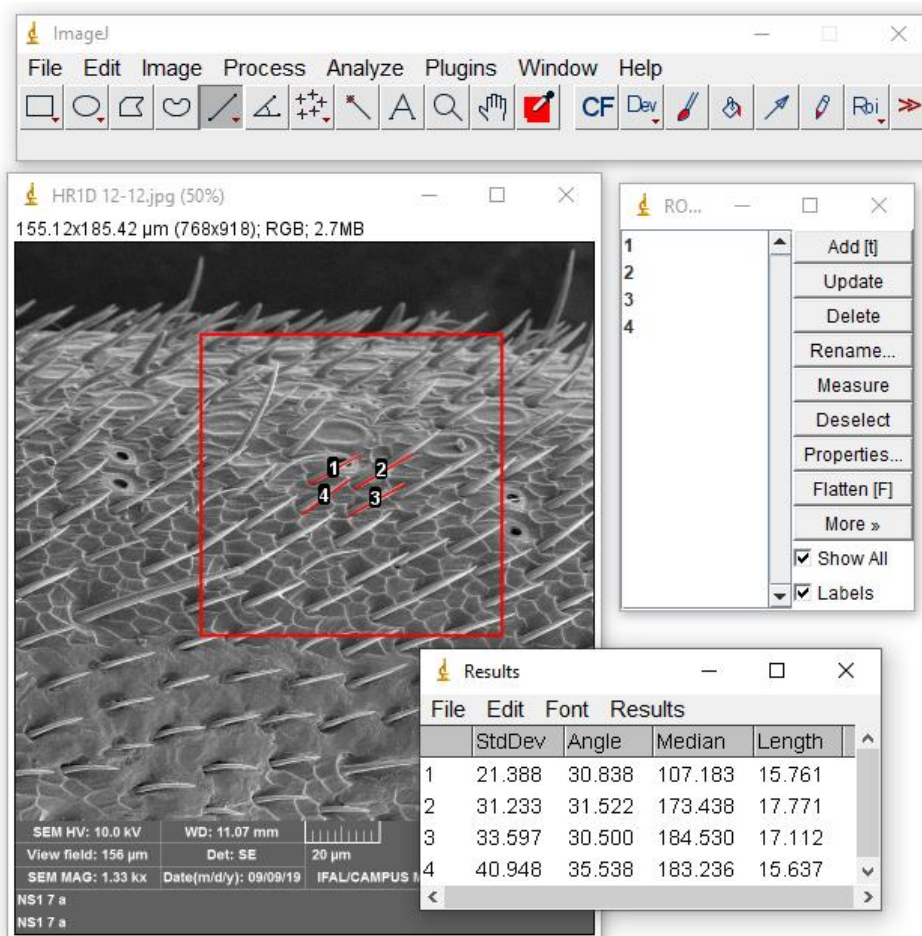 ImageJ
File Edit Image Process Analyze Plugins Window Help
A CF Dev Roi >>
HR1D 12-12.jpg (50%)
155.12x185.42 µm (768x918); RGB; 2.7MB
1
2
4
3
SEM HV: 10.0 kV WD: 11.07 mm
View field: 156 µm Det: SE 20 µm
SEM MAG: 1.33 kx Date(m/d/y): 09/09/19 IFAL/CAMPUS
NS1 7 a
NS1 7 a
RO...
1
2
3
4
Add [t]
Update
Delete
Rename...
Measure
Deselect
Properties...
Flatten [F]
More »
Show All
Labels
Results
File Edit Font Results
StdDev Angle Median Length
1 21.388 30.838 107.183 15.761
2 31.233 31.522 173.438 17.771
3 33.597 30.500 184.530 17.112
4 40.948 35.538 183.236 15.637